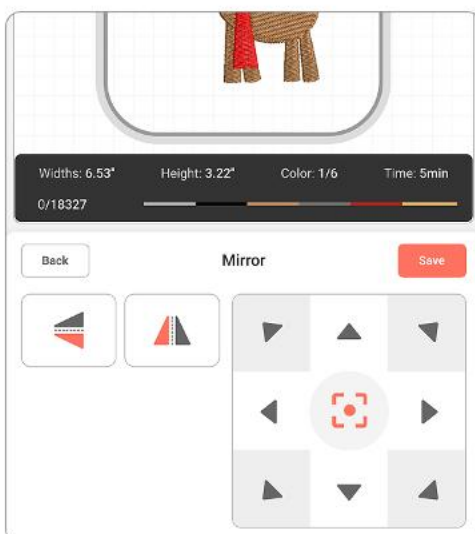 Widths: 6.53" Height: 3.22" Color: 1/6 Time: 5min
0/18327
Back Mirror Save